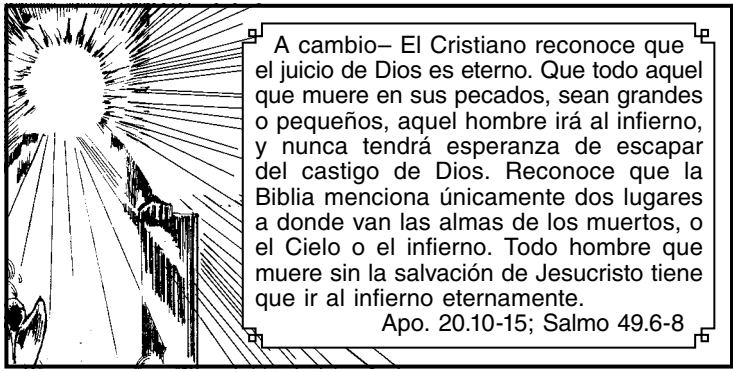 A cambio– El Cristiano reconoce que
el juicio de Dios es eterno. Que todo aquel
que muere en sus pecados, sean grandes
o pequeños, aquel hombre irá al infierno,
y nunca tendrá esperanza de escapar
del castigo de Dios. Reconoce que la
Biblia menciona únicamente dos lugares
a donde van las almas de los muertos, o
el Cielo o el infierno. Todo hombre que
muere sin la salvación de Jesucristo tiene
que ir al infierno eternamente.
Apo. 20.10-15; Salmo 49.6-8